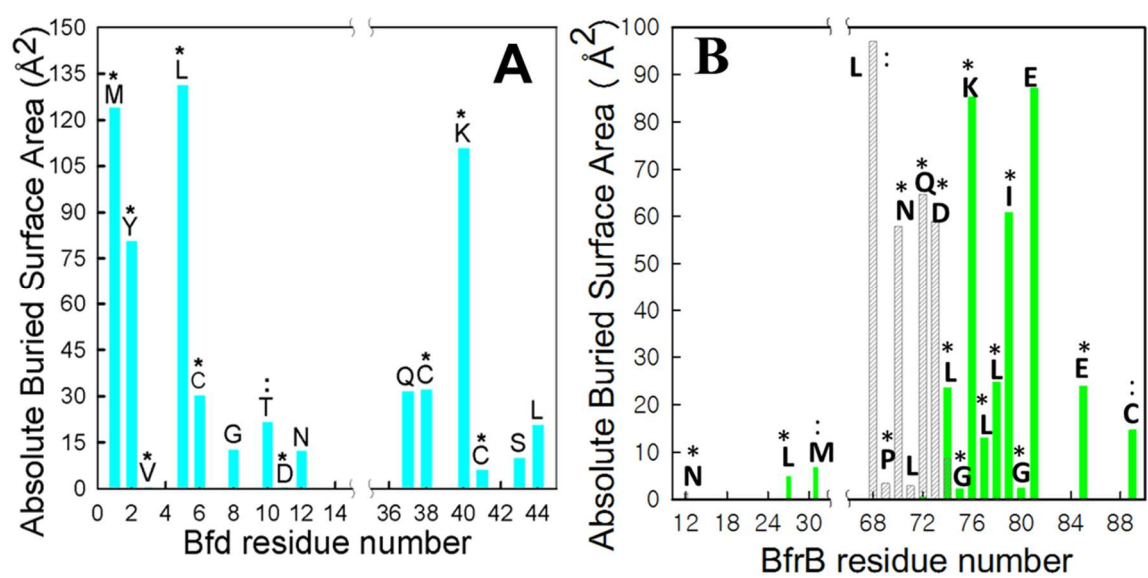 A
Absolute Buried Surface Area (Å2)
150
135
120
105
90
75
60
45
30
15
0
* M
* Y
* V
* L
* C
G
: T
* D
N
Q
* C
* K
* C
S
L
0 2 4 6 8 10 12 14 36 38 40 42 44
Bfd residue number
B
Absolute Buried Surface Area ( Å2)
100
90
80
70
60
50
40
30
20
10
0
* N
* L
: M
L :
* P
* N
L
* Q
* D
* L
* G
* K
* L
* L
* I
* G
E
* E
: C
12 18 24 30 68 72 76 80 84 88
BfrB residue number